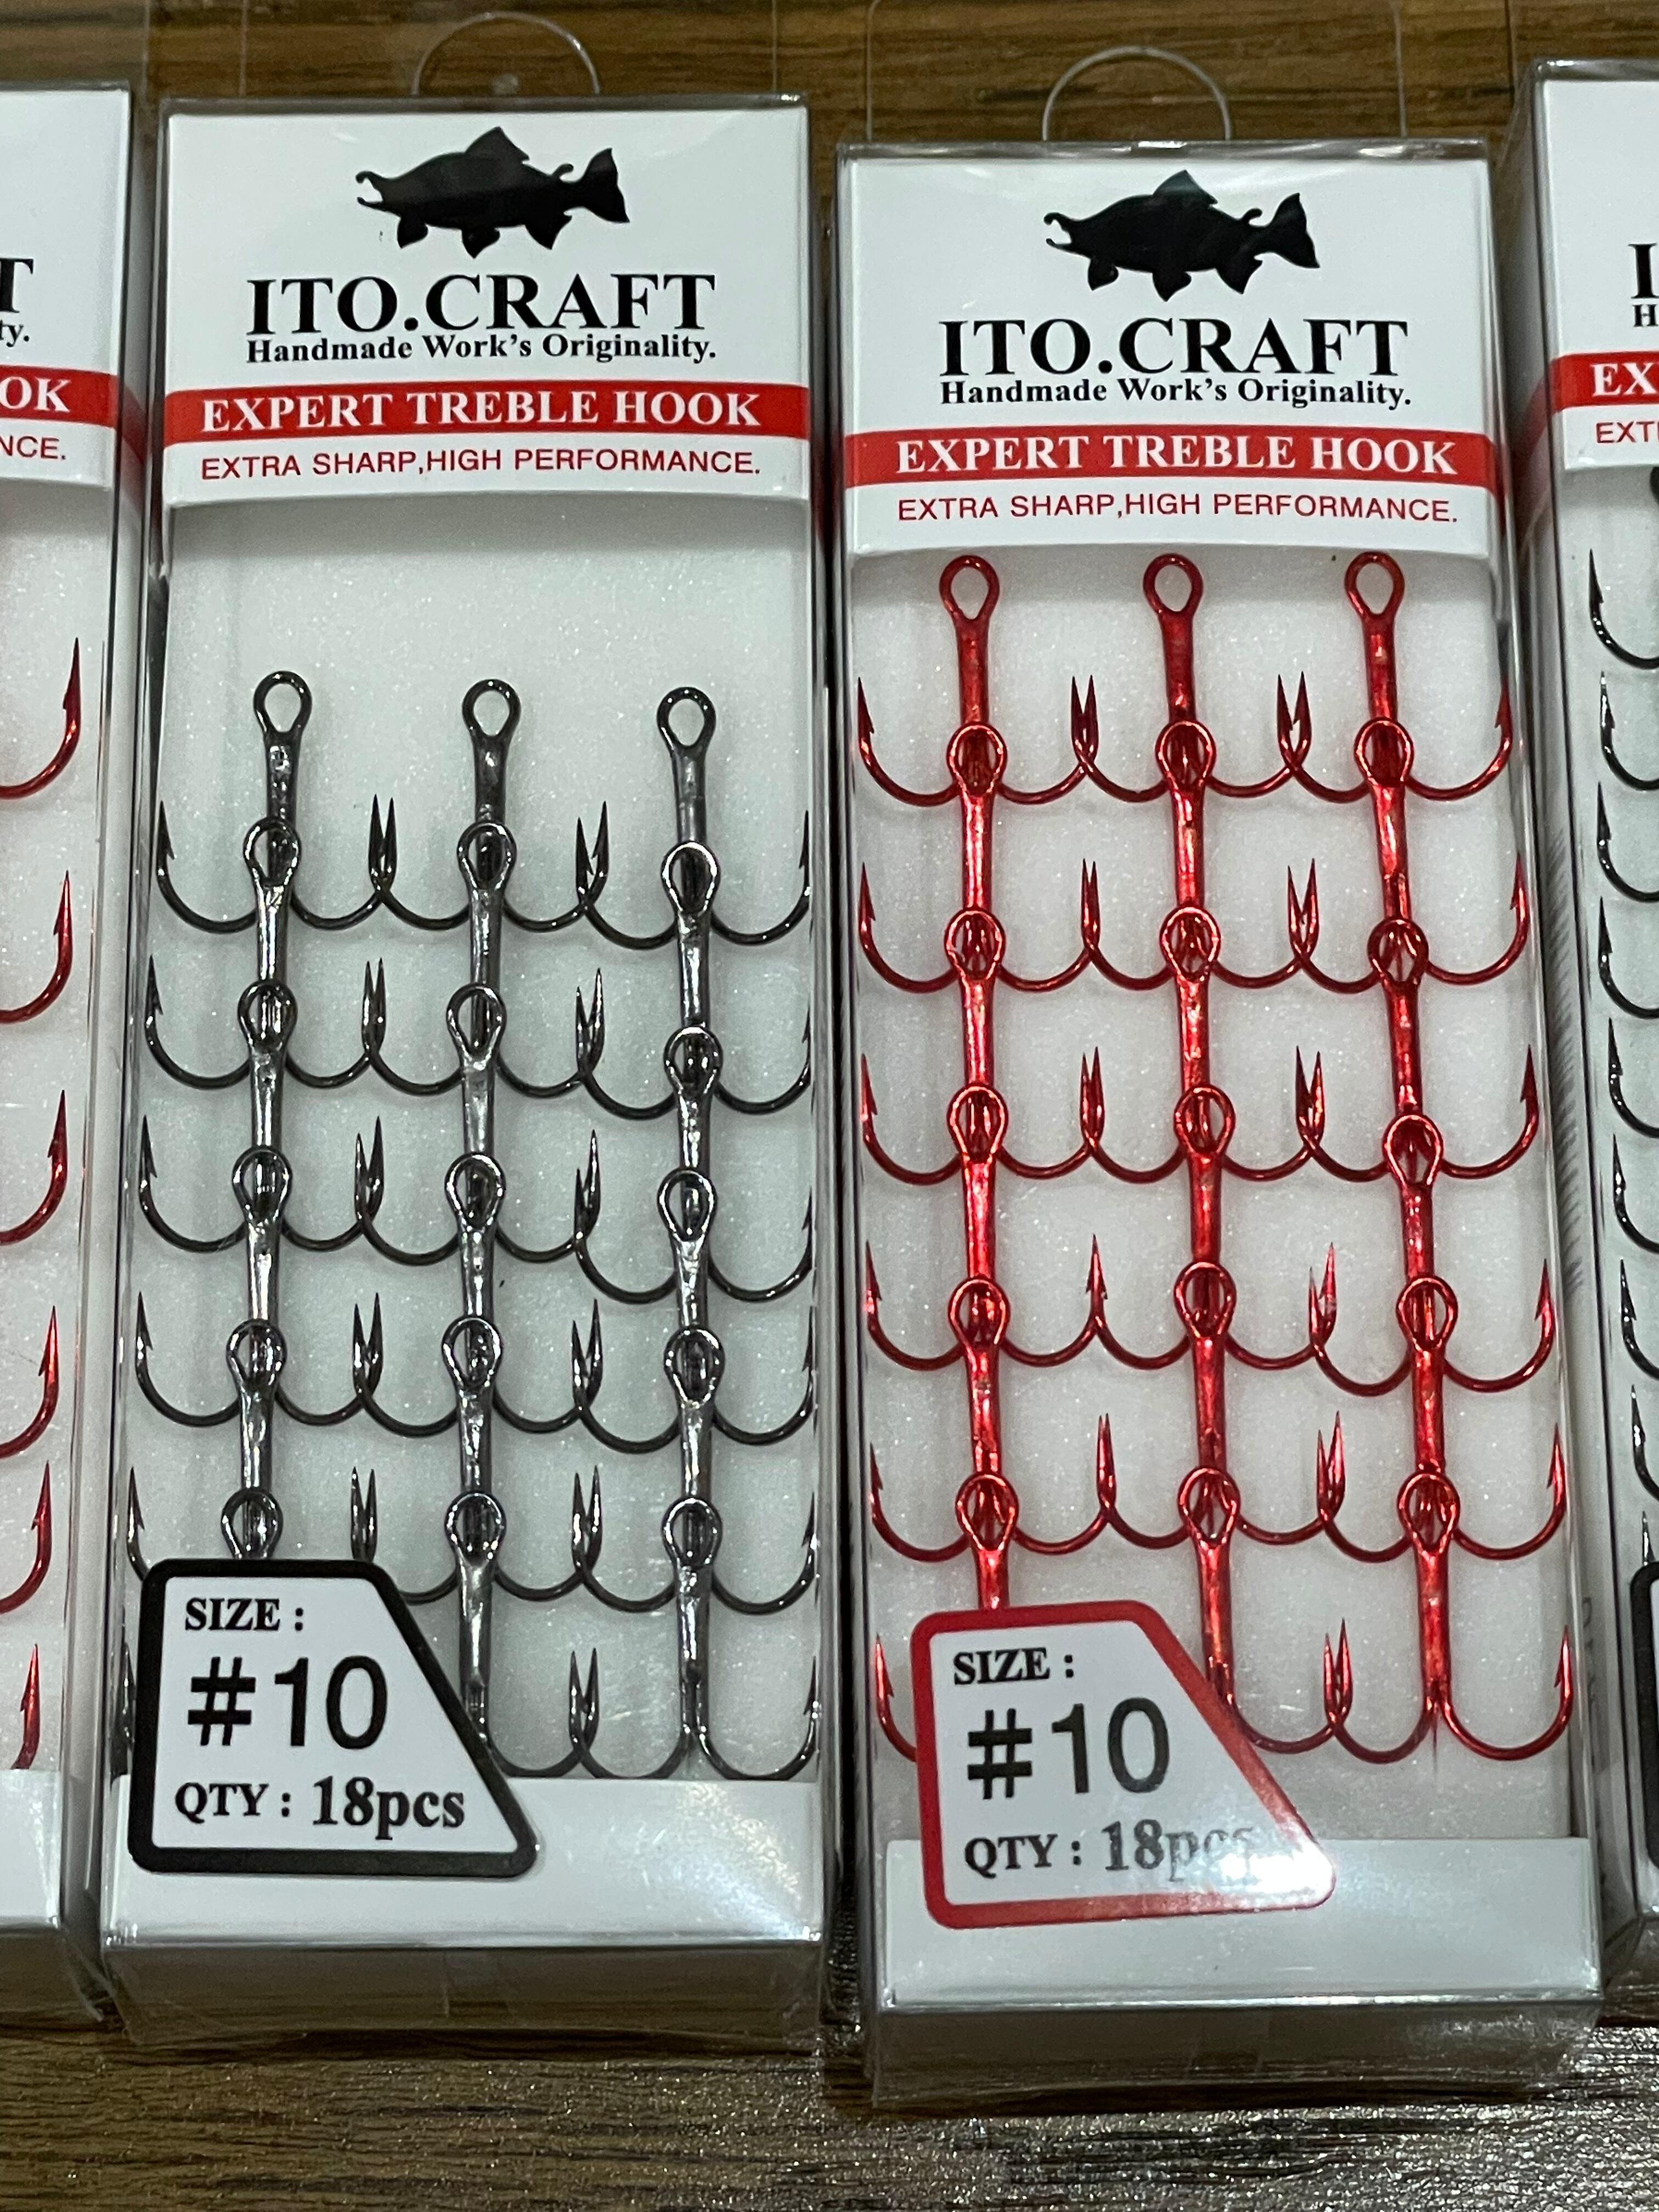 ITO.CRAFT
Handmade Work's Originality.
EXPERT TREBLE HOOK
EXTRA SHARP,HIGH PERFORMANCE.
SIZE :
#10
QTY : 18pcs
ITO.CRAFT
Handmade Work's Originality.
EXPERT TREBLE HOOK
EXTRA SHARP,HIGH PERFORMANCE.
SIZE :
#10
QTY : 18pcs